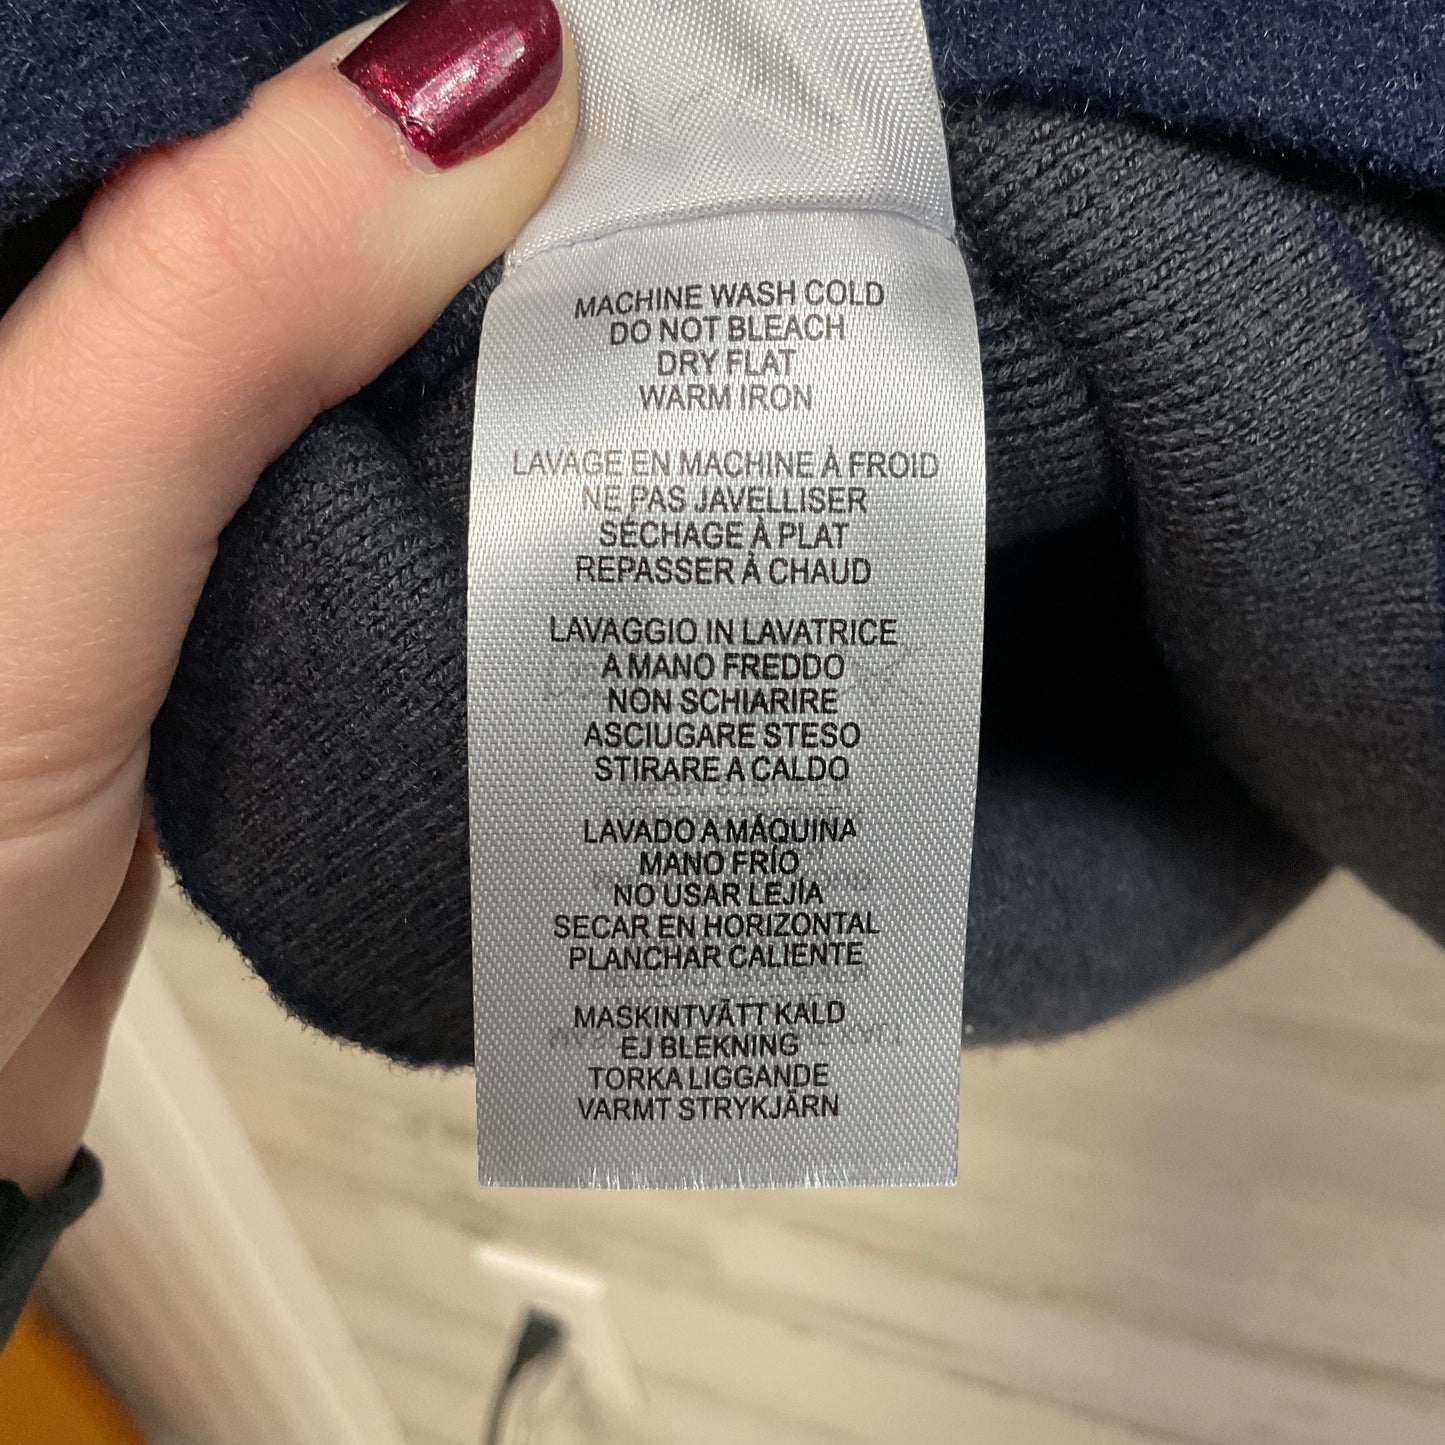 MACHINE WASH COLD
DO NOT BLEACH
DRY FLAT
WARM IRON
LAVAGE EN MACHINE À FROID
NE PAS JAVELLISER
SÉCHAGE À PLAT
REPASSER À CHAUD
LAVAGGIO IN LAVATRICE
A MANO FREDDO
NON SCHIARIRE
ASCIUGARE STESO
STIRARE A CALDO
LAVADO A MÁQUINA
MANO FRÍO
NO USAR LEJÍA
SECAR EN HORIZONTAL
PLANCHAR CALIENTE
MASKINTVÄTT KALD
EJ BLEKNING
TORKA LIGGANDE
VARMT STRYKJÄRN